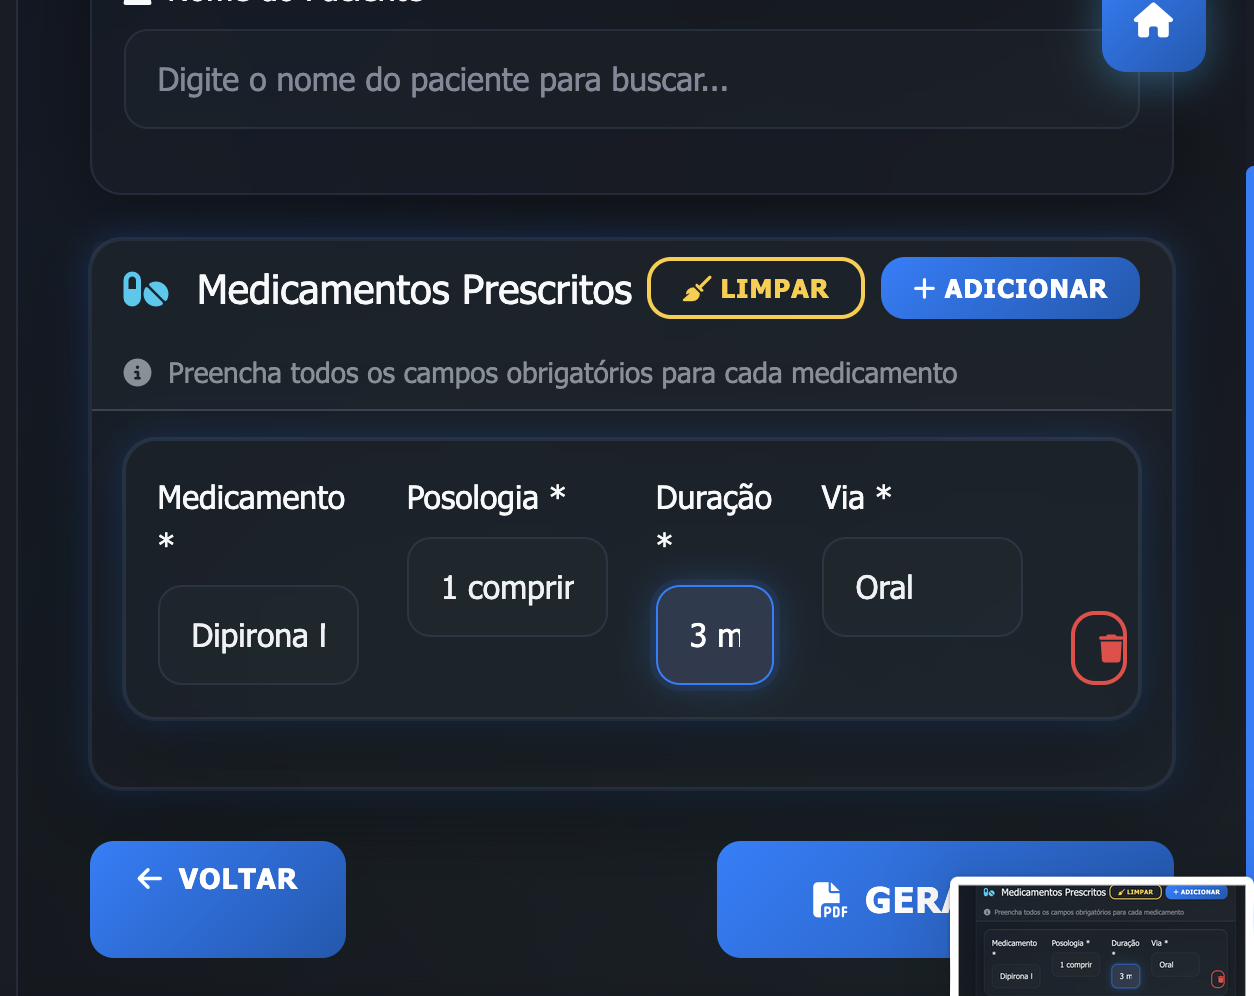 Digite o nome do paciente para buscar...
Medicamentos Prescritos
LIMPAR
+ ADICIONAR
Preencha todos os campos obrigatórios para cada medicamento
Medicamento *
Posologia *
Duração *
Via *
Dipirona
1 comprir
3 m
Oral
VOLTAR
PDF
GERA
Medicamentos Prescritos
LIMPAR
+ ADICIONAR
Preencha todos os campos obrigatórios para cada medicamento
Medicamento *
Posologia *
Duração *
Via *
Dipirona
1 comprir
3 m
Oral